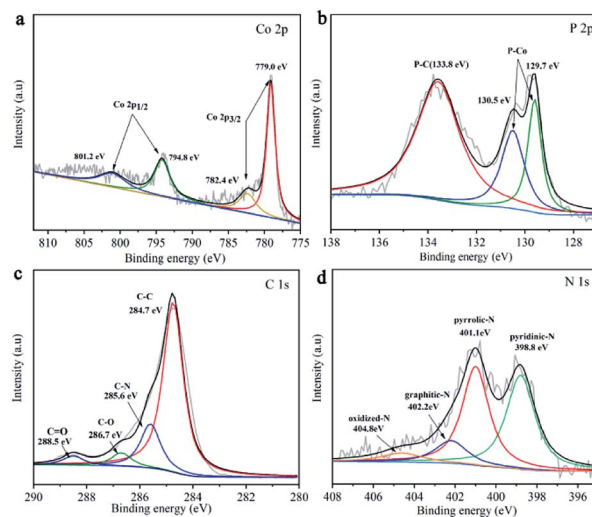 a
Co 2p
779.0 eV
Co 2p1/2
Co 2p3/2
801.2 eV
794.8 eV
782.4 eV
Intensity (a.u)
810 805 800 795 790 785 780 775
Binding energy (eV)
b
P 2p
P-Co
P-C(133.8 eV)
129.7 eV
130.5 eV
Intensity (a.u)
138 136 134 132 130 128
Binding energy (eV)
c
C 1s
C-C
284.7 eV
C-N
285.6 eV
C-O
286.7 eV
C=O
288.5 eV
Intensity (a.u)
290 288 286 284 282 280
Binding energy (eV)
d
N 1s
pyrrolic-N
401.1eV
pyridinic-N
398.8 eV
graphitic-N
402.2eV
oxidized-N
404.8eV
Intensity (a.u)
408 406 404 402 400 398 396
Binding energy (eV)